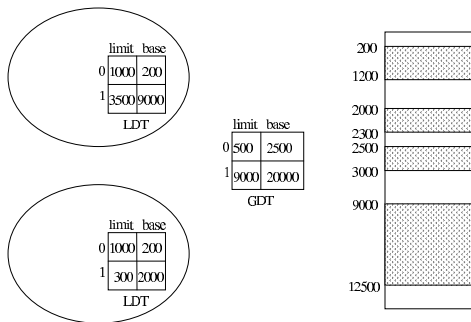 limit base
0 1000 200
1 3500 9000
LDT
limit base
0 500 2500
1 9000 20000
GDT
limit base
0 1000 200
1 300 2000
LDT
200
1200
2000
2300
2500
3000
9000
12500